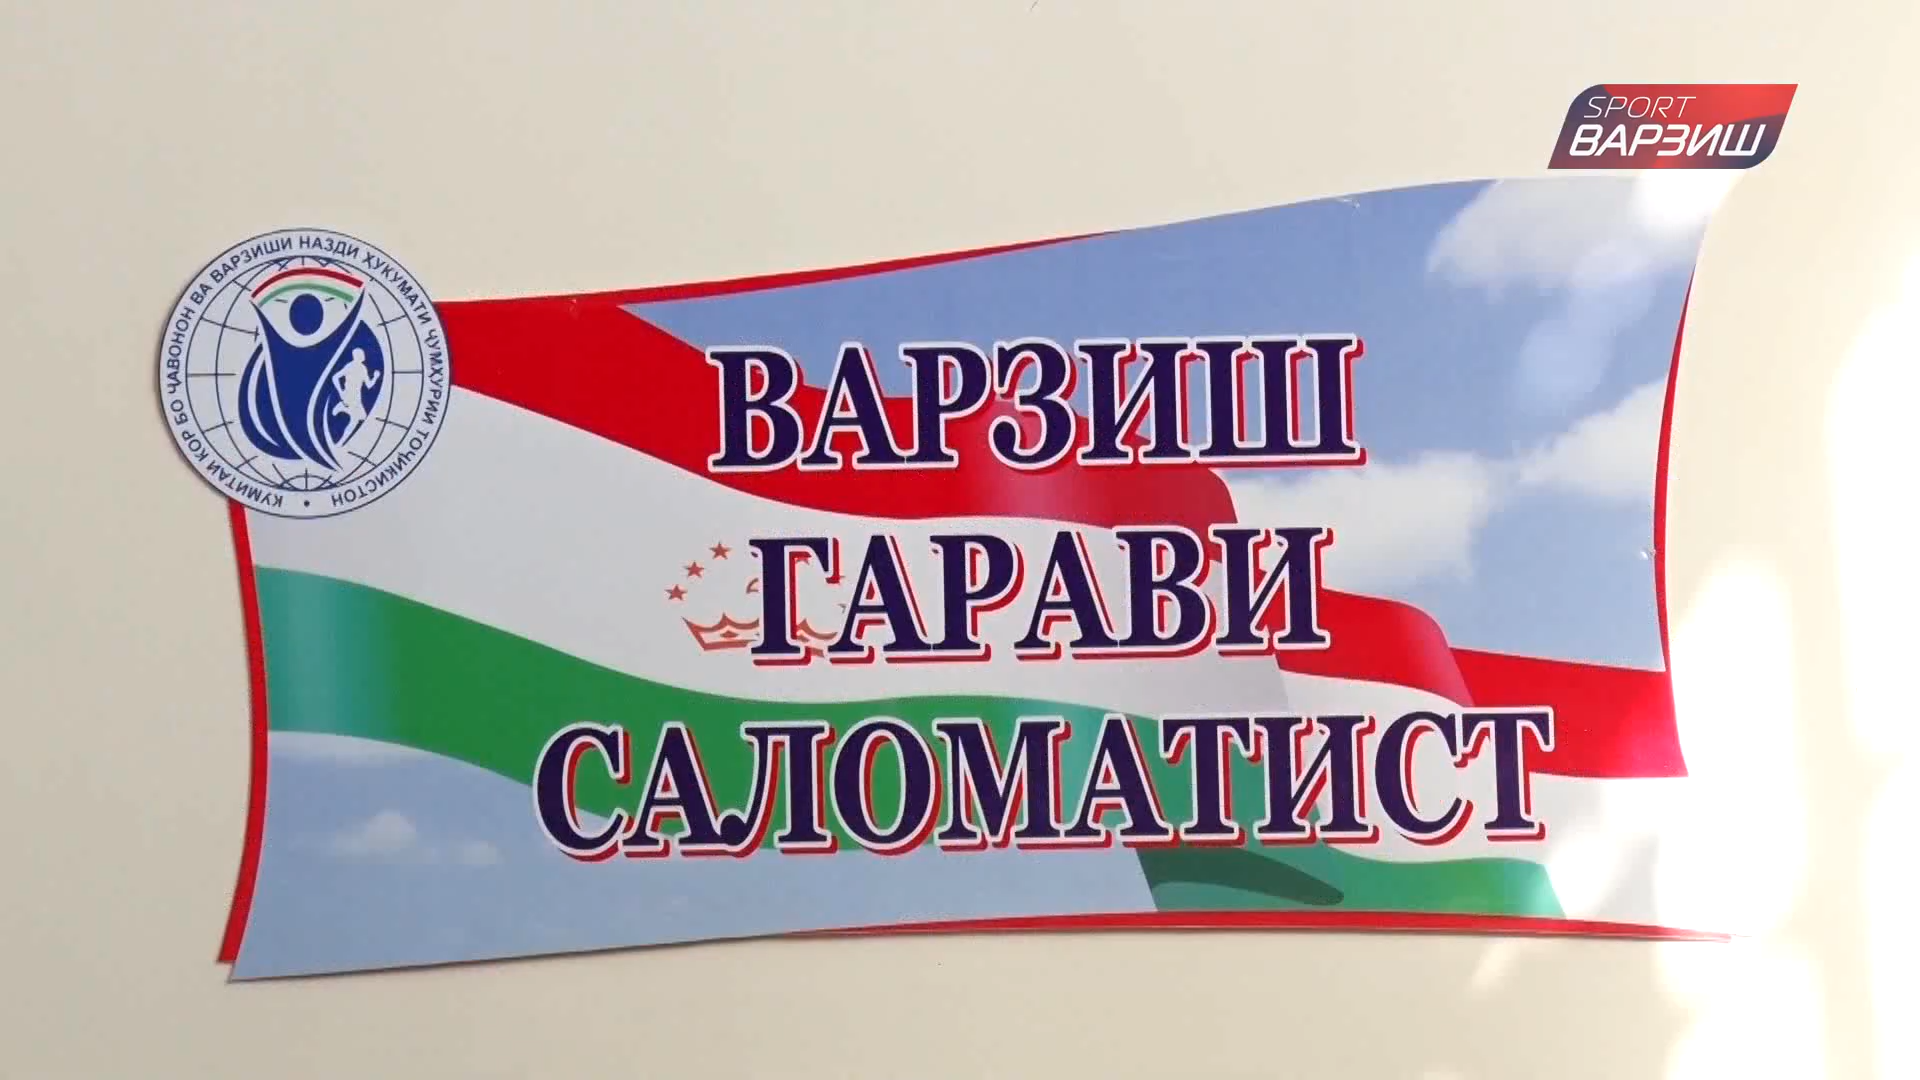 SPORT
ВАРЗИШ
КУМИТАИ КОР БО ҶАВОНОН ВА ВАРЗИШИ НАЗДИ ҲУКУМАТИ ҶУМҲУРИИ ТОҶИКИСТОН
ВАРЗИШ
ГАРАВИ
САЛОМАТИСТ